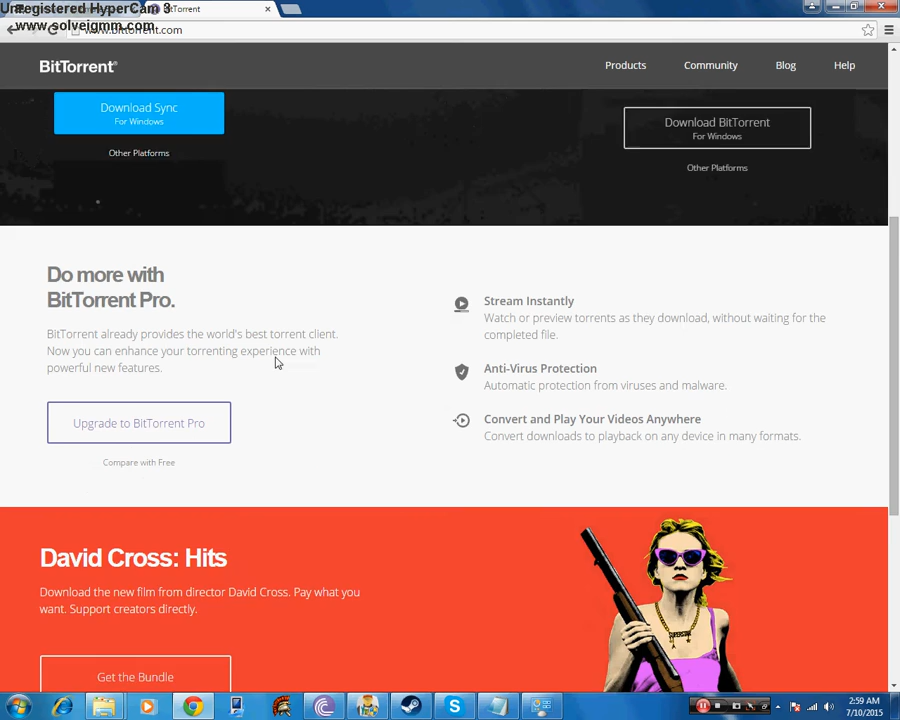 Unregistered HyperCam 3
BitTorrent
www.solveigmm.com
www.bittorrent.com
BitTorrent®
Products
Community
Blog
Help
Download Sync
For Windows
Other Platforms
Download BitTorrent
For Windows
Other Platforms
Do more with
BitTorrent Pro.
BitTorrent already provides the world's best torrent client.
Now you can enhance your torrenting experience with
powerful new features.
Upgrade to BitTorrent Pro
Compare with Free
Stream Instantly
Watch or preview torrents as they download, without waiting for the
completed file.
Anti-Virus Protection
Automatic protection from viruses and malware.
Convert and Play Your Videos Anywhere
Convert downloads to playback on any device in many formats.
David Cross: Hits
Download the new film from director David Cross. Pay what you
want. Support creators directly.
Get the Bundle
SUPERSTAR
2:59 AM
7/10/2015